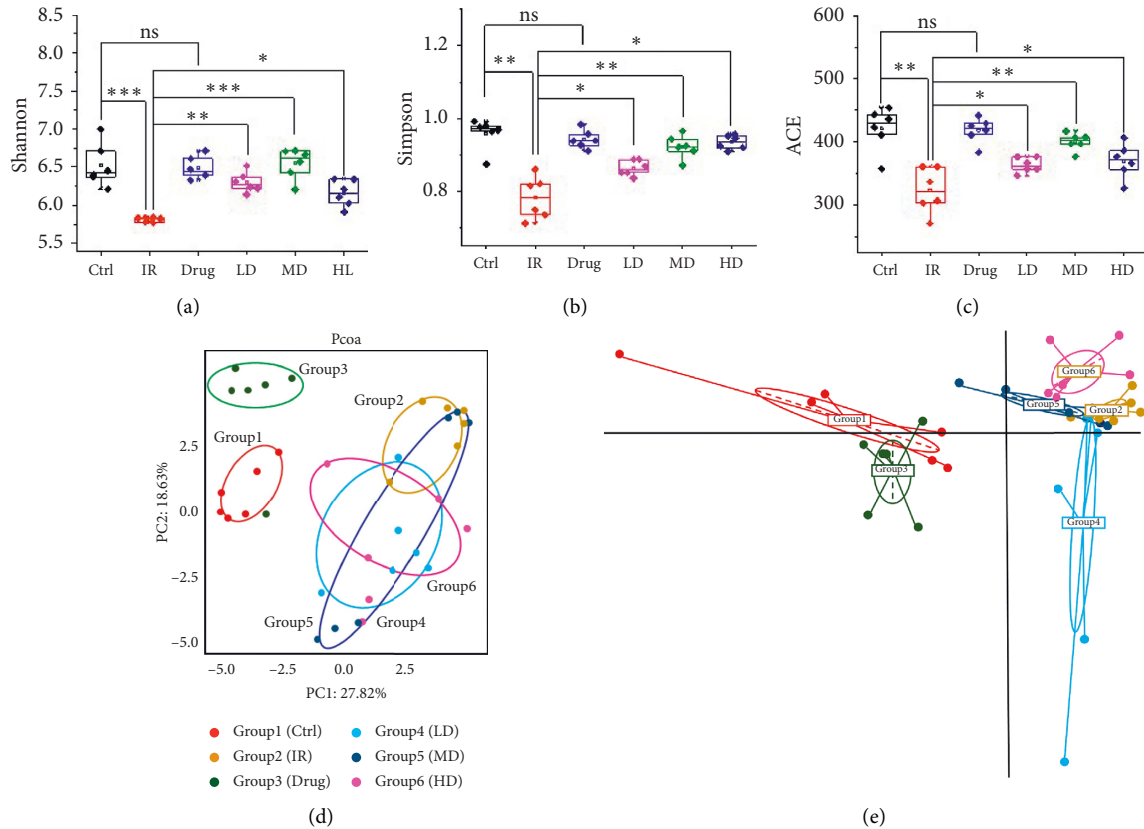 8.5
8.0
7.5
7.0
6.5
6.0
5.5
Shannon
ns
*
***
***
**
Ctrl IR Drug LD MD HL
(a)
1.2
1.0
0.8
Simpson
ns
*
**
**
*
Ctrl IR Drug LD MD HD
(b)
600
500
400
300
ACE
ns
*
**
**
*
Ctrl IR Drug LD MD HD
(c)
Pcoa
Group3
Group2
Group1
Group6
Group5
Group4
2.5
0.0
−2.5
−5.0
PC2: 18.63%
−5.0 0.0 2.5
PC1: 27.82%
Group1 (Ctrl)
Group2 (IR)
Group3 (Drug)
Group4 (LD)
Group5 (MD)
Group6 (HD)
(d)
Group6
Group5
Group2
Group1
Group3
Group4
(e)